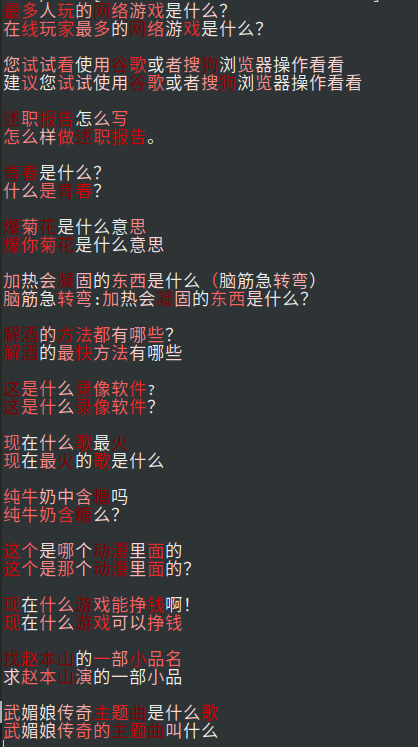 最多人玩的网络游戏是什么？
在线玩家最多的网络游戏是什么？
您试试看使用谷歌或者搜狗浏览器操作看看
建议您试试使用谷歌或者搜狗浏览器操作看看
述职报告怎么写
怎么样做述职报告。
青春是什么？
什么是青春？
爆菊花是什么意思
爆你菊花是什么意思
加热会凝固的东西是什么（脑筋急转弯）
脑筋急转弯：加热会凝固的东西是什么？
解酒的方法都有哪些？
解酒的最快方法有哪些
这是什么录像软件?
这是什么录像软件？
现在什么歌最火
现在最火的歌是什么
纯牛奶中含糖吗
纯牛奶含糖么？
这个是哪个动漫里面的
这个是那个动漫里面的？
现在什么游戏能挣钱啊！
现在什么游戏可以挣钱
找赵本山的一部小品名
求赵本山演的一部小品
武媚娘传奇主题曲是什么歌
武媚娘传奇的主题曲叫什么